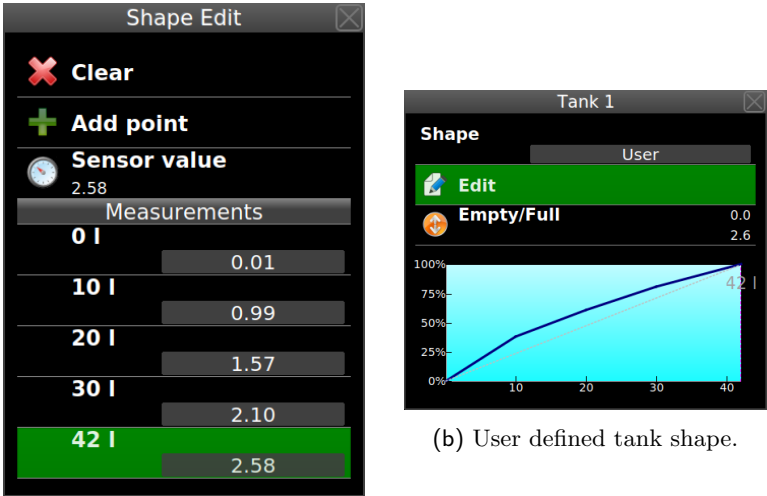 Shape Edit
Clear
Add point
Sensor value
2.58
Measurements
0 l
0.01
10 l
0.99
20 l
1.57
30 l
2.10
42 l
2.58
Tank 1
Shape
User
Edit
Empty/Full
0.0
2.6
100%
75%
50%
25%
0%
42 l
10
20
30
40
(b) User defined tank shape.